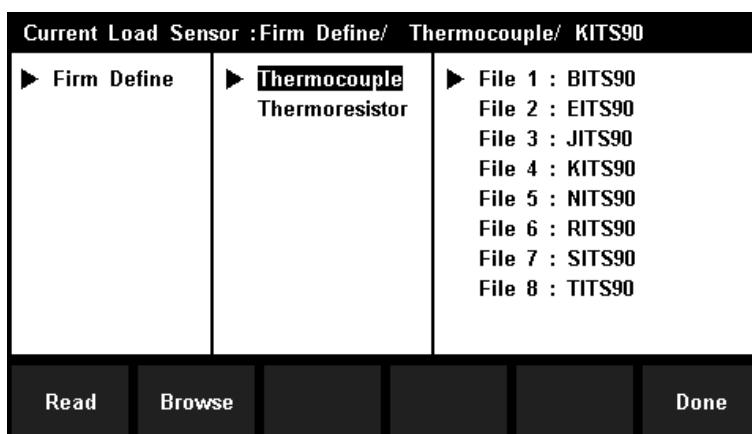 Current Load Sensor :Firm Define/ Thermocouple/ KITS90
Firm Define
Thermocouple
Thermoresistor
File 1 : BITS90
File 2 : EITS90
File 3 : JITS90
File 4 : KITS90
File 5 : NITS90
File 6 : RITS90
File 7 : SITS90
File 8 : TITS90
Read Browse Done